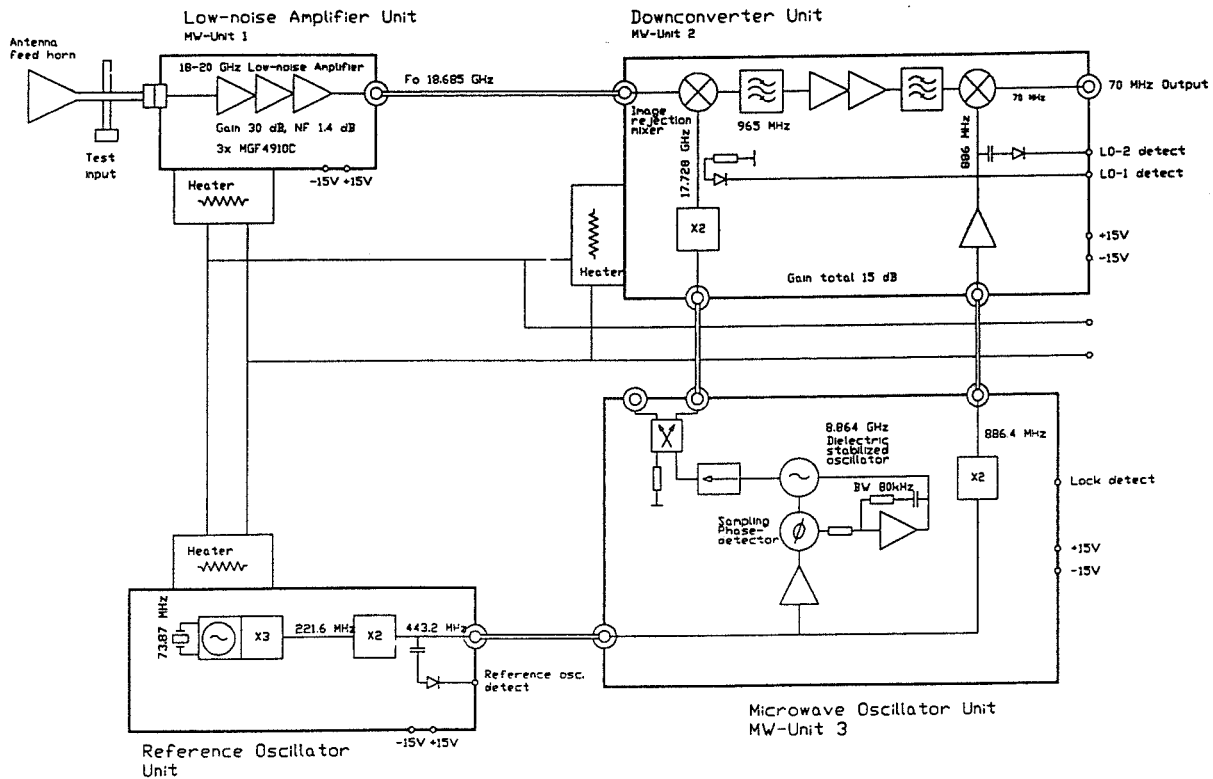 Low-noise Amplifier Unit
MW-Unit 1
Downconverter Unit
MW-Unit 2
Antenna
feed horn
Test
input
18-20 GHz Low-noise Amplifier
Gain 30 dB, NF 1.4 dB
3x MGF4910C
-15V +15V
Heater
Fo 18.685 GHz
Image
rejection
mixer
965 MHz
70 MHz
70 MHz Output
17.728 GHz
886 MHz
LO-2 detect
LO-1 detect
X2
+15V
-15V
Heater
Gain total 15 dB
8.864 GHz
Dielectric
stabilized
oscillator
886.4 MHz
X2
BW 80kHz
Lock detect
Sampling
Phase-
detector
ϕ
+15V
-15V
Heater
73.87 MHz
X3
221.6 MHz
X2
443.2 MHz
Reference osc.
detect
-15V +15V
Reference Oscillator
Unit
Microwave Oscillator Unit
MW-Unit 3